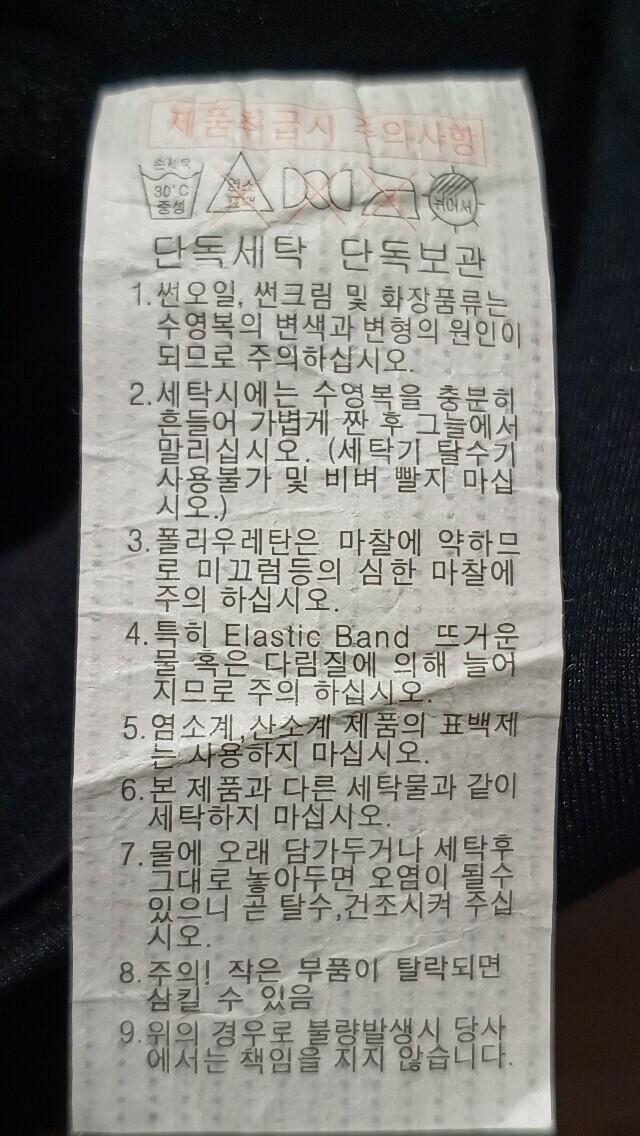 제품취급시 주의사항
손세탁
30°C
중성
염소
표백
뉘어서
단독세탁 단독보관
1.썬오일, 썬크림 및 화장품류는
수영복의 변색과 변형의 원인이
되므로 주의하십시오.
2.세탁시에는 수영복을 충분히
흔들어 가볍게 짠 후 그늘에서
말리십시오. (세탁기 탈수기
사용불가 및 비벼 빨지 마십
시오.)
3.폴리우레탄은 마찰에 약하므
로 미끄럼등의 심한 마찰에
주의 하십시오.
4.특히 Elastic Band 뜨거운
물 혹은 다림질에 의해 늘어
지므로 주의 하십시오.
5.염소계,산소계 제품의 표백제
는 사용하지 마십시오.
6.본 제품과 다른 세탁물과 같이
세탁하지 마십시오.
7.물에 오래 담가두거나 세탁후
그대로 놓아두면 오염이 될수
있으니 곧 탈수,건조시켜 주십
시오.
8.주의! 작은 부품이 탈락되면
삼킬 수 있음
9.위의 경우로 불량발생시 당사
에서는 책임을 지지 않습니다.